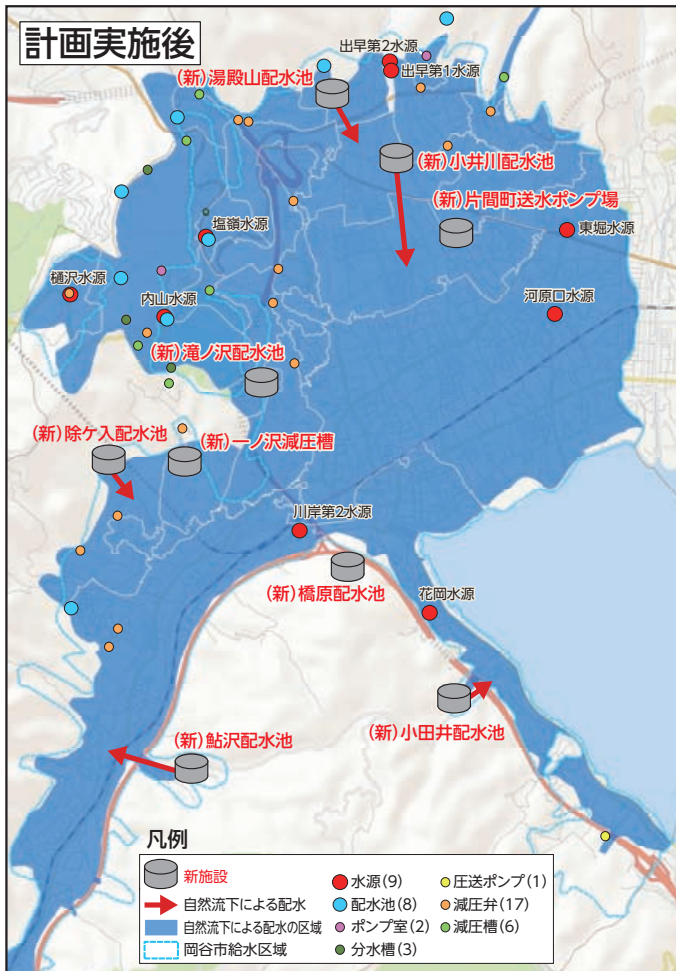 計画実施後
出早第2水源
出早第1水源
(新)湯殿山配水池
(新)小井川配水池
(新)片間町送水ポンプ場
塩嶺水源
東堀水源
樋沢水源
内山水源
河原口水源
(新)滝ノ沢配水池
(新)除ケ入配水池
(新)一ノ沢減圧槽
川岸第2水源
(新)橋原配水池
花岡水源
(新)小田井配水池
(新)鮎沢配水池
凡例
新施設
自然流下による配水
自然流下による配水の区域
岡谷市給水区域
水源(9)
配水池(8)
ポンプ室(2)
分水槽(3)
圧送ポンプ(1)
減圧弁(17)
減圧槽(6)